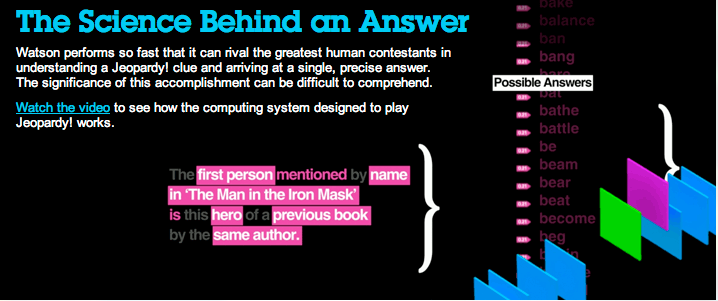 The Science Behind an Answer
Watson performs so fast that it can rival the greatest human contestants in
understanding a Jeopardy! clue and arriving at a single, precise answer.
The significance of this accomplishment can be difficult to comprehend.
Watch the video to see how the computing system designed to play
Jeopardy! works.
The first person mentioned by name
in 'The Man in the Iron Mask'
is this hero of a previous book
by the same author.
bake
balance
ban
bang
Possible Answers
bat
bathe
battle
be
beam
bear
beat
become
beg